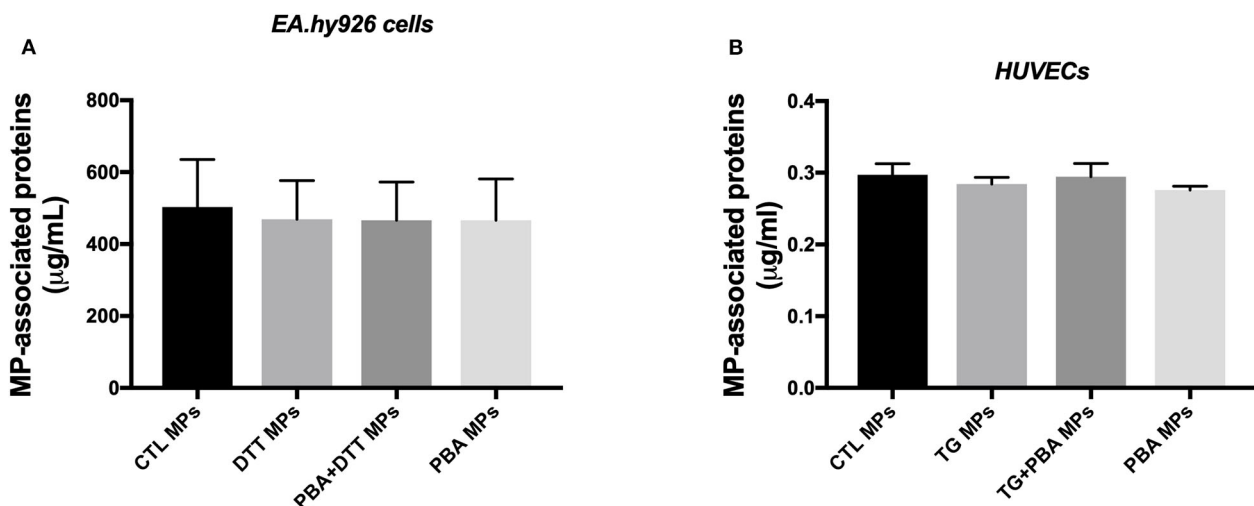 EA.hy926 cells
A
MP-associated proteins
(μg/mL)
800
600
400
200
0
CTL MPs
DTT MPs
PBA+DTT MPs
PBA MPs
B
HUVECs
MP-associated proteins
(μg/ml)
0.4
0.3
0.2
0.1
0.0
CTL MPs
TG MPs
TG+PBA MPs
PBA MPs